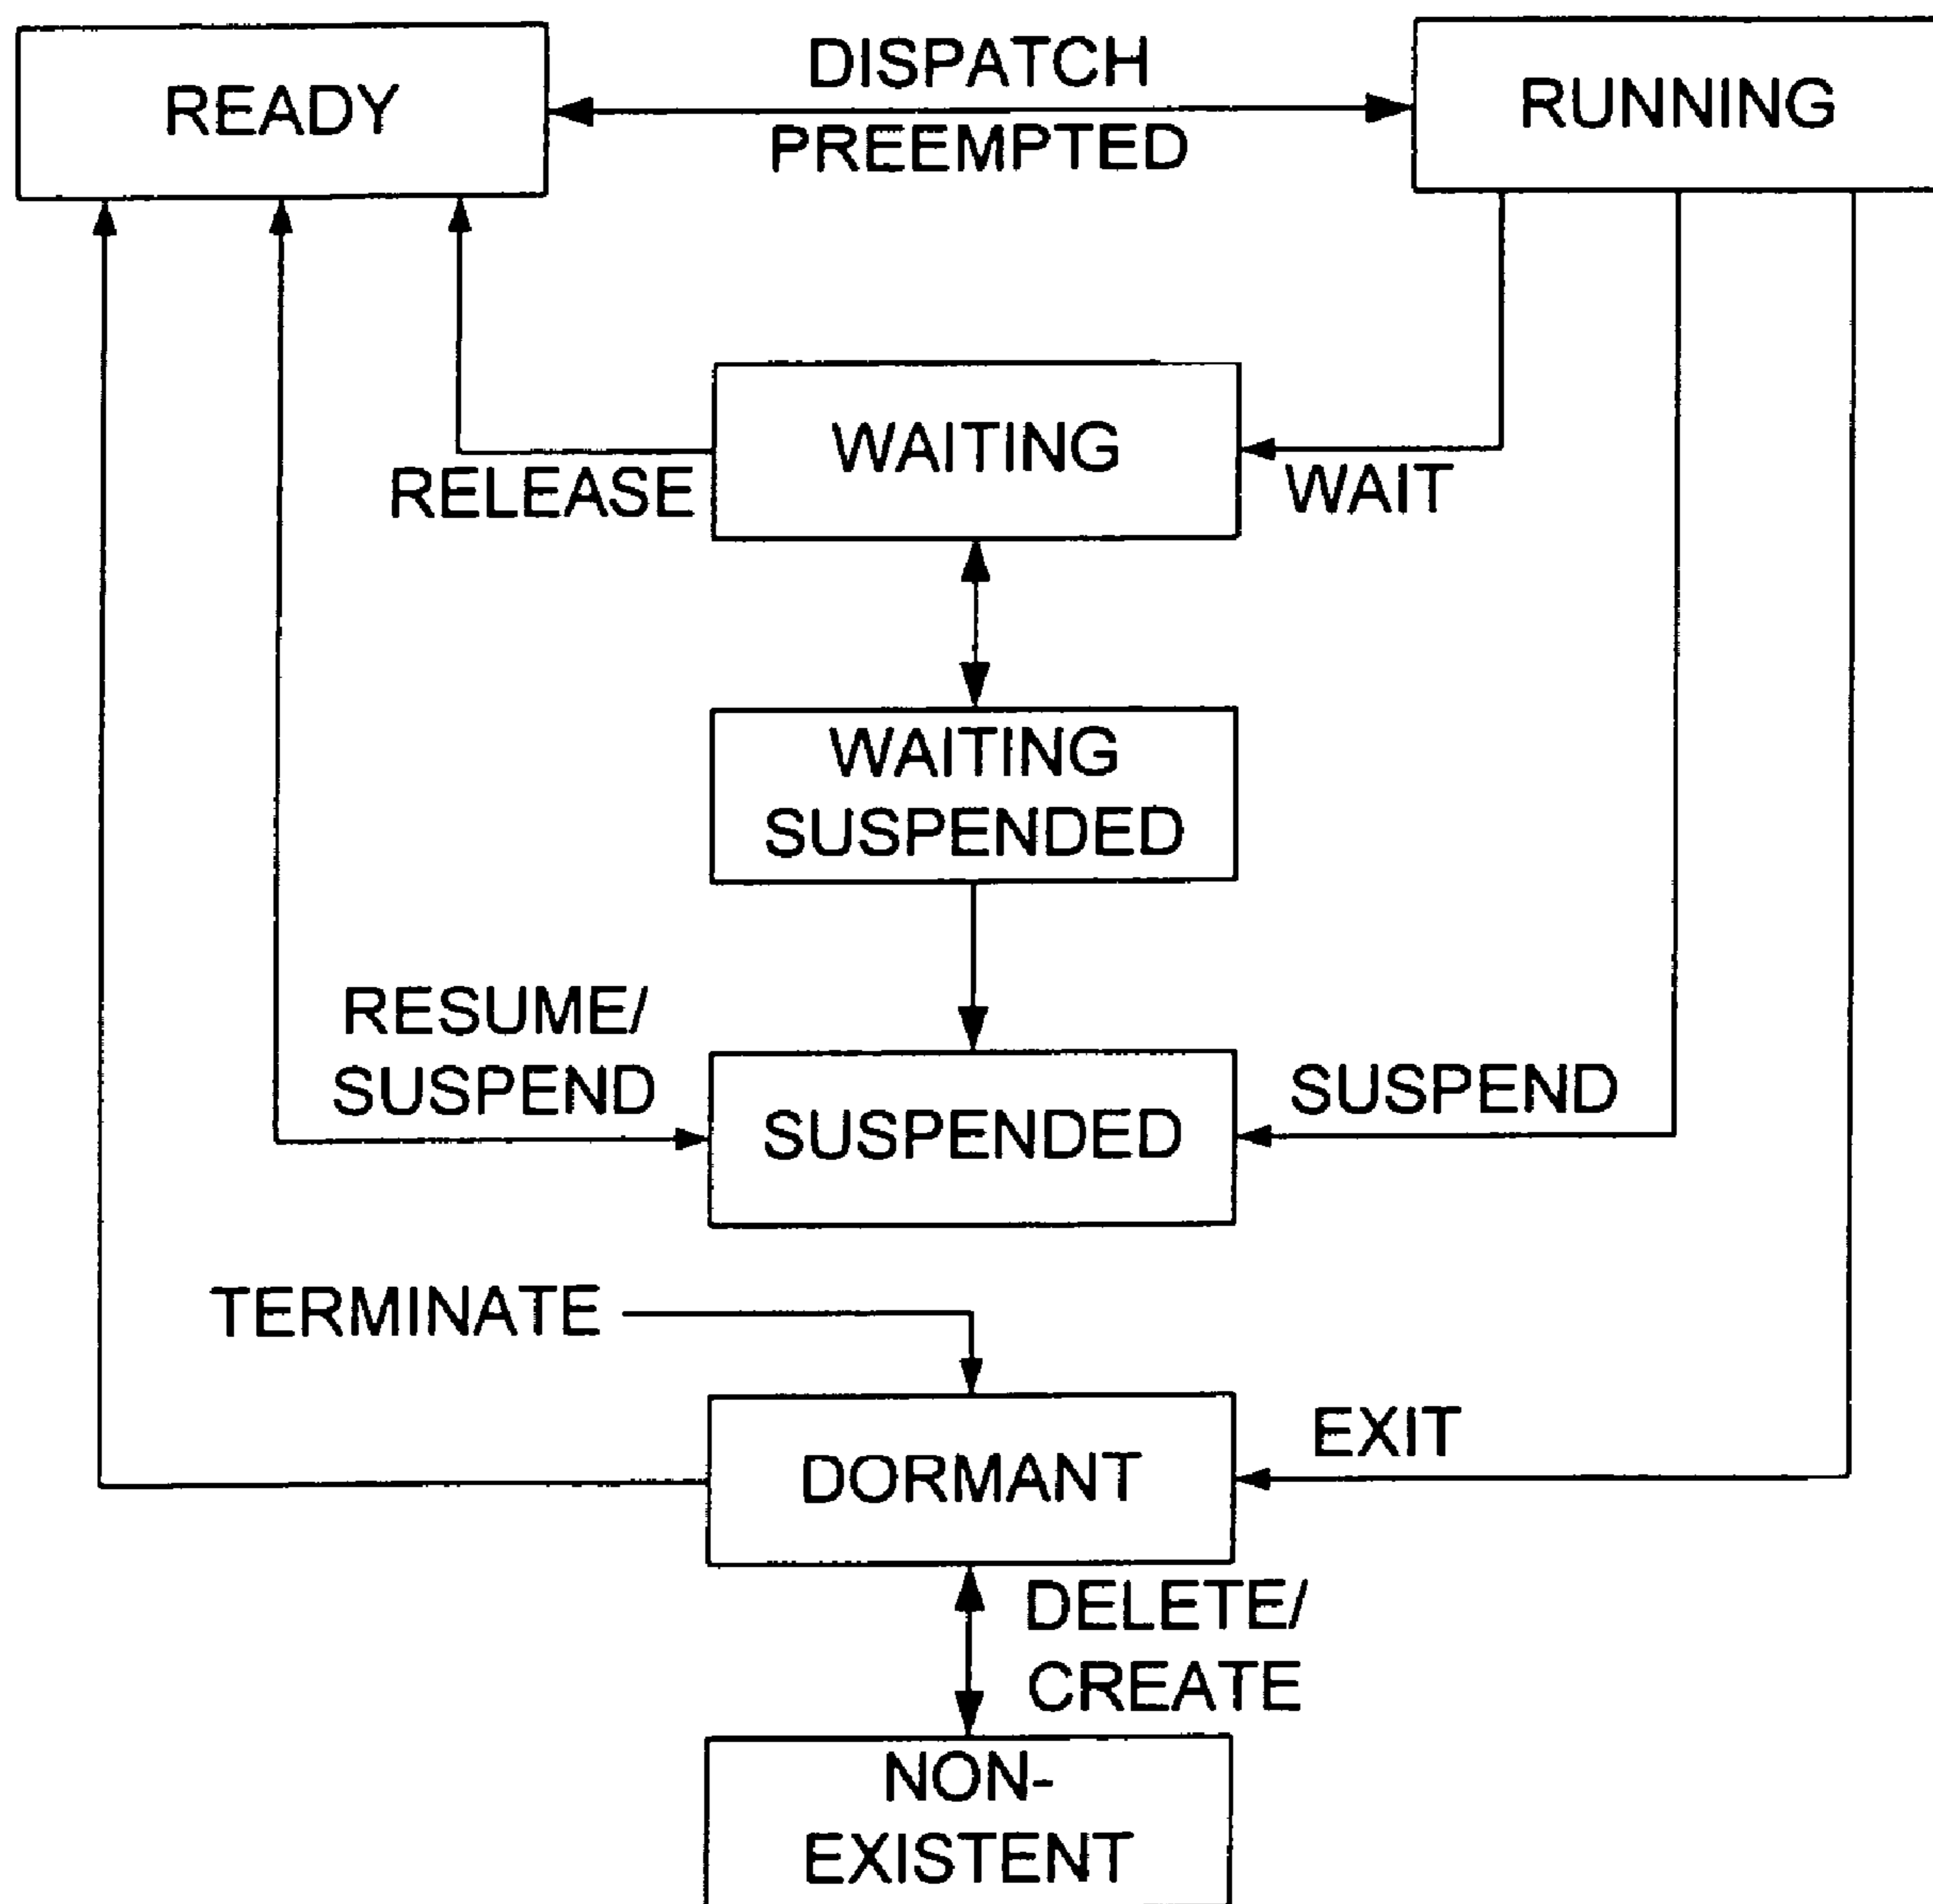 READY
DISPATCH
PREEMPTED
RUNNING
WAITING
RELEASE
WAIT
WAITING
SUSPENDED
RESUME/
SUSPEND
SUSPENDED
SUSPEND
TERMINATE
DORMANT
EXIT
DELETE/
CREATE
NON-
EXISTENT